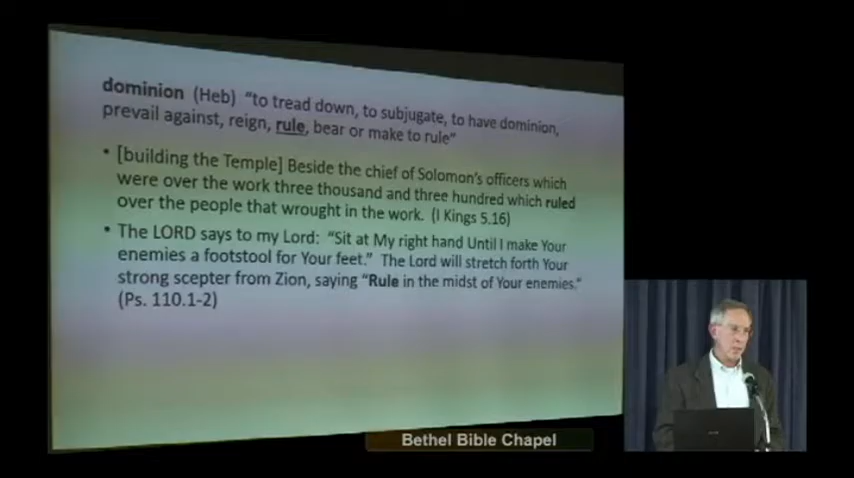 dominion (Heb) "to tread down, to subjugate, to have dominion,
prevail against, reign, rule, bear or make to rule"
• [building the Temple] Beside the chief of Solomon's officers which
were over the work three thousand and three hundred which ruled
over the people that wrought in the work. (I Kings 5.16)
• The LORD says to my Lord: "Sit at My right hand Until I make Your
enemies a footstool for Your feet." The Lord will stretch forth Your
strong scepter from Zion, saying "Rule in the midst of Your enemies."
(Ps. 110.1-2)
Bethel Bible Chapel